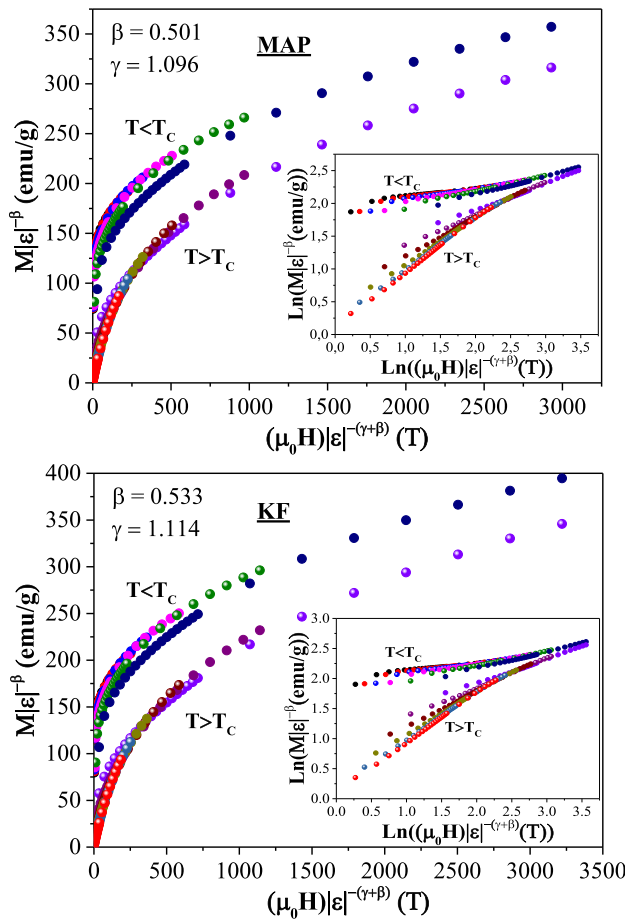 β = 0.501
γ = 1.096
MAP
T<T_C
T>T_C
M|ε|^−β (emu/g)
350
300
250
200
150
100
50
0
0 500 1000 1500 2000 2500 3000
(μ₀H)|ε|^−(γ+β) (T)
Ln(M|ε|^−β (emu/g))
2.5
2.0
1.5
1.0
0.5
0.0
T<T_C
T>T_C
0,0 0,5 1,0 1,5 2,0 2,5 3,0 3,5
Ln((μ₀H)|ε|^−(γ+β)(T))
β = 0.533
γ = 1.114
KF
T<T_C
T>T_C
M|ε|^−β (emu/g)
400
350
300
250
200
150
100
50
0
0 500 1000 1500 2000 2500 3000 3500
(μ₀H)|ε|^−(γ+β) (T)
Ln(M|ε|^−β(emu/g))
3.0
2.5
2.0
1.5
1.0
0.5
0.0
T<T_C
T>T_C
0.0 0.5 1.0 1.5 2.0 2.5 3.0 3.5
Ln((μ₀H)|ε|^−(γ+β)(T))